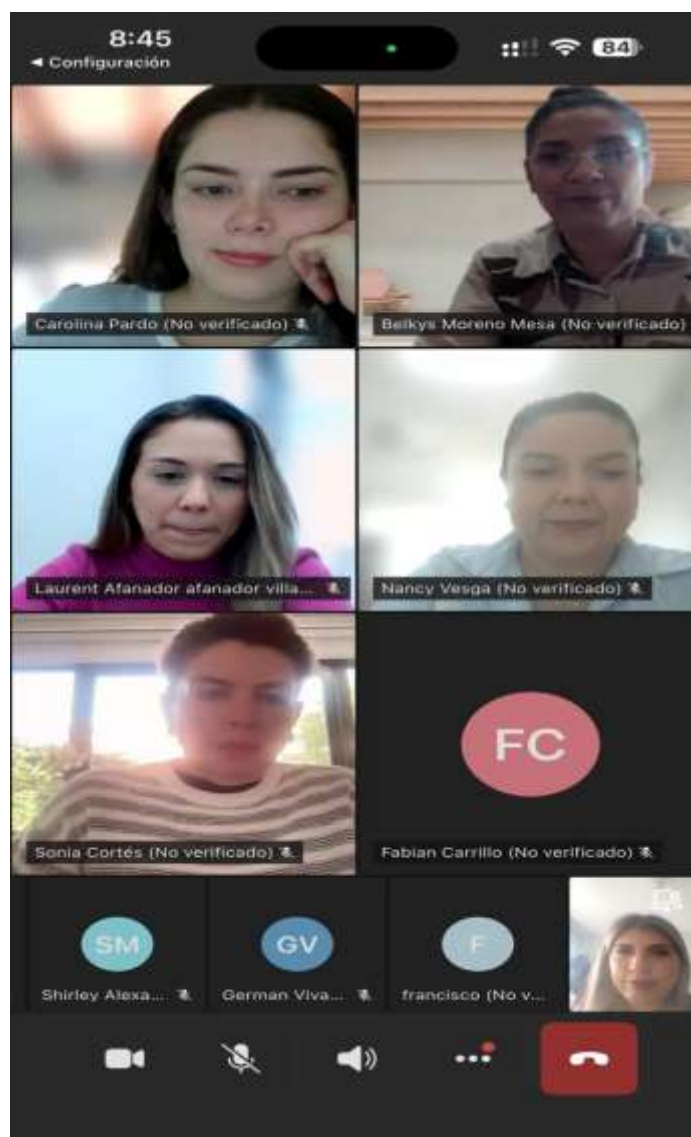 8:45
84
◄ Configuración
Carolina Pardo (No verificado)
Belkys Moreno Mesa (No verificado)
Laurent Afanador afanador villa...
Nancy Vesga (No verificado)
FC
Sonia Cortés (No verificado)
Fabian Carrillo (No verificado)
SM
GV
F
Shirley Alexa...
German Viva...
francisco (No v...